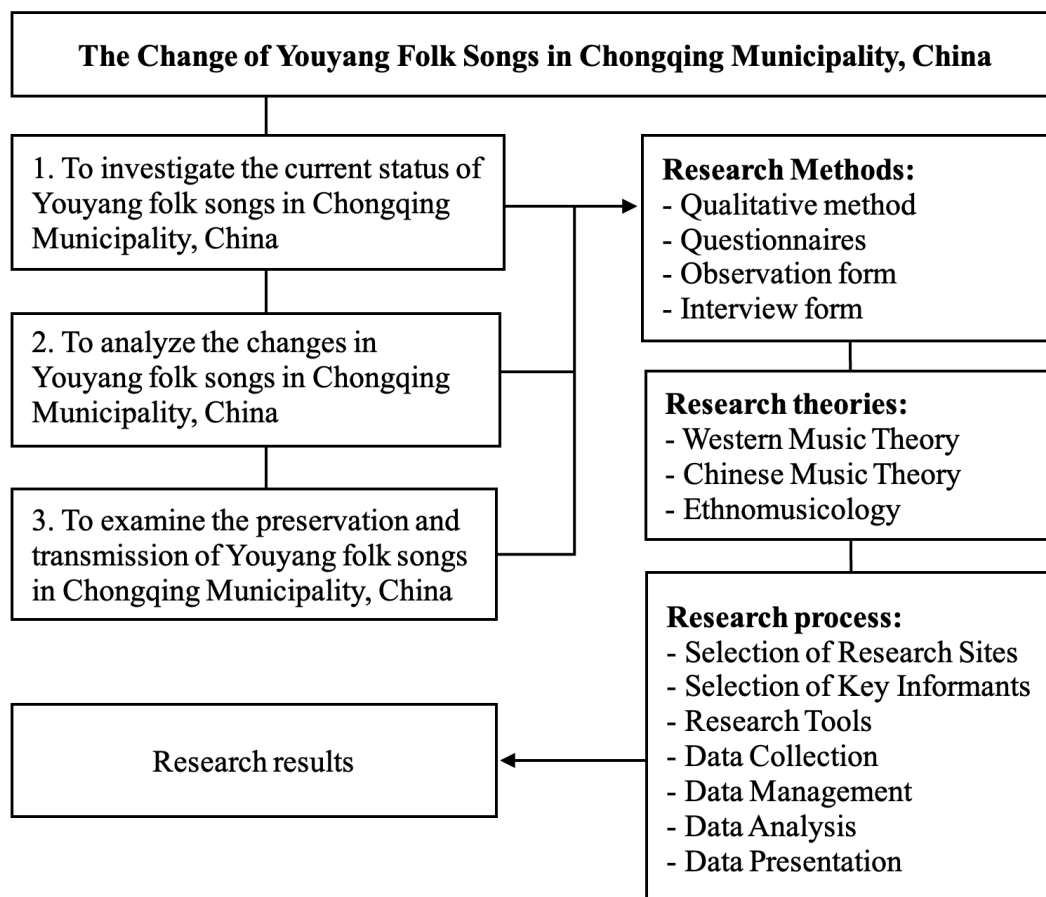 The Change of Youyang Folk Songs in Chongqing Municipality, China
1. To investigate the current status of
Youyang folk songs in Chongqing
Municipality, China
2. To analyze the changes in
Youyang folk songs in Chongqing
Municipality, China
3. To examine the preservation and
transmission of Youyang folk songs
in Chongqing Municipality, China
Research Methods:
- Qualitative method
- Questionnaires
- Observation form
- Interview form
Research theories:
- Western Music Theory
- Chinese Music Theory
- Ethnomusicology
Research process:
- Selection of Research Sites
- Selection of Key Informants
- Research Tools
- Data Collection
- Data Management
- Data Analysis
- Data Presentation
Research results